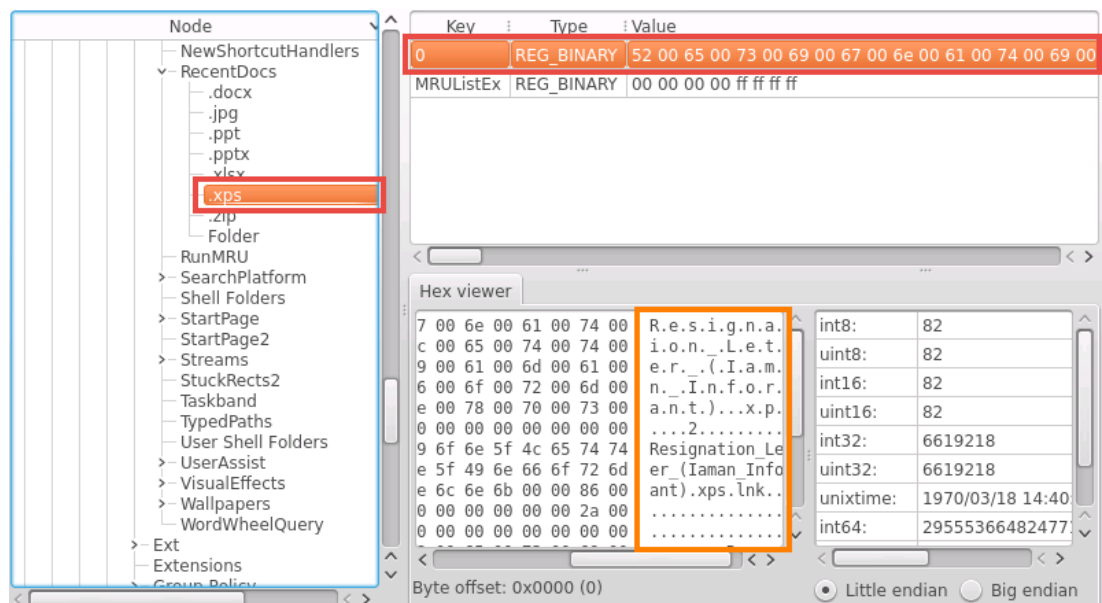 Node
NewShortcutHandlers
RecentDocs
.docx
.jpg
.ppt
.pptx
.xlsx
.xps
.zip
Folder
RunMRU
SearchPlatform
Shell Folders
StartPage
StartPage2
Streams
StuckRects2
Taskband
TypedPaths
User Shell Folders
UserAssist
VisualEffects
Wallpapers
WordWheelQuery
Ext
Extensions
Group Policy
Key Type Value
0 REG_BINARY 52 00 65 00 73 00 69 00 67 00 6e 00 61 00 74 00 69 00
MRUListEx REG_BINARY 00 00 00 00 ff ff ff ff
Hex viewer
7 00 6e 00 61 00 74 00 R.e.s.i.g.n.a.
c 00 65 00 74 00 74 00 i.o.n._.L.e.t.
9 00 61 00 6d 00 61 00 e.r._.(.I.a.m.
6 00 6f 00 72 00 6d 00 n._.I.n.f.o.r.
e 00 78 00 70 00 73 00 a.n.t.)...x.p.
0 00 00 00 00 00 00 00 ....2.........
9 6f 6e 5f 4c 65 74 74 Resignation_Le
e 5f 49 6e 66 6f 72 6d er_(Iaman_Info
e 6c 6e 6b 00 00 86 00 ant).xps.lnk..
0 00 00 00 00 00 2a 00 ..............
0 00 00 00 00 00 00 00 ..............
int8: 82
uint8: 82
int16: 82
uint16: 82
int32: 6619218
uint32: 6619218
unixtime: 1970/03/18 14:40
int64: 29555366482477
Byte offset: 0x0000 (0)
Little endian Big endian